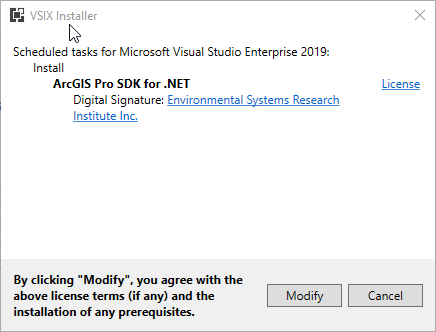 VSIX Installer
Scheduled tasks for Microsoft Visual Studio Enterprise 2019:
Install
ArcGIS Pro SDK for .NET License
Digital Signature: Environmental Systems Research
Institute Inc.
By clicking "Modify", you agree with the
above license terms (if any) and the
installation of any prerequisites.
Modify Cancel